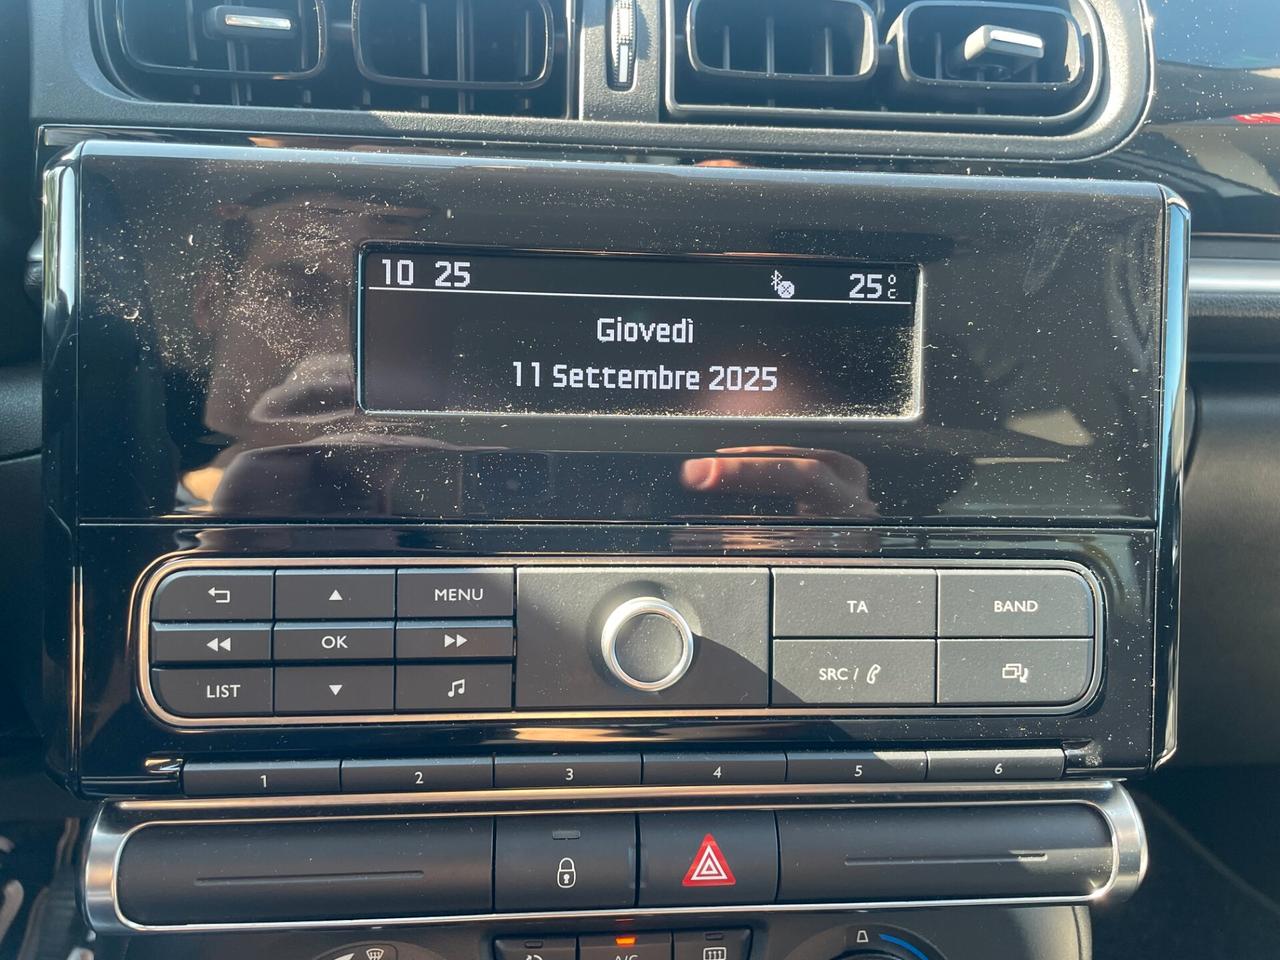 10 25 25°C
Giovedì
11 Settembre 2025
MENU
OK
LIST
TA
BAND
SRC /
1 2 3 4 5 6
A/C